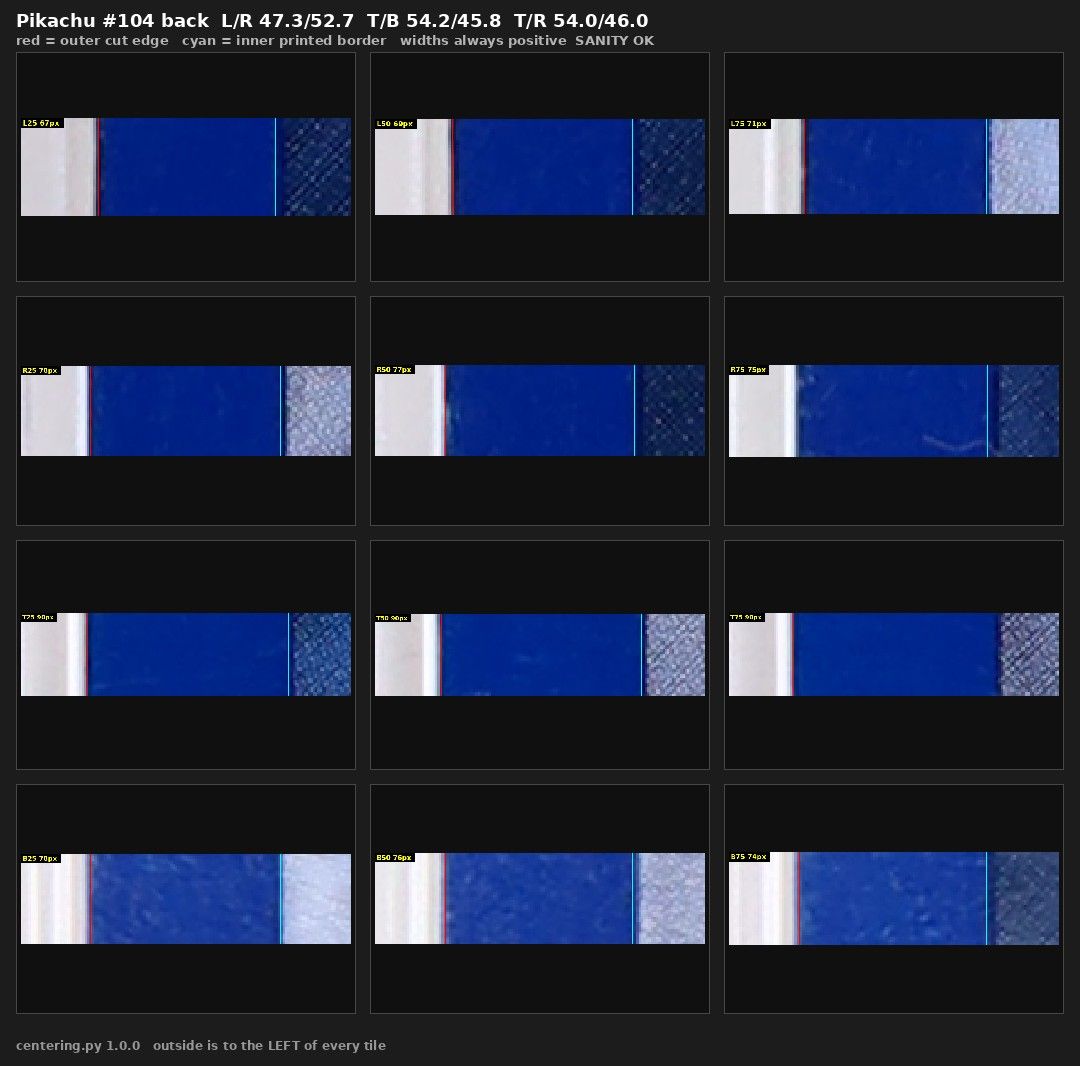 Pikachu #104 back  L/R 47.3/52.7  T/B 54.2/45.8  T/R 54.0/46.0
red = outer cut edge   cyan = inner printed border   widths always positive  SANITY OK
L25 67px
L50 69px
L75 71px
R25 78px
R50 77px
R75 75px
T25 90px
T50 90px
T75 90px
B25 78px
B50 76px
B75 74px
centering.py 1.0.0   outside is to the LEFT of every tile